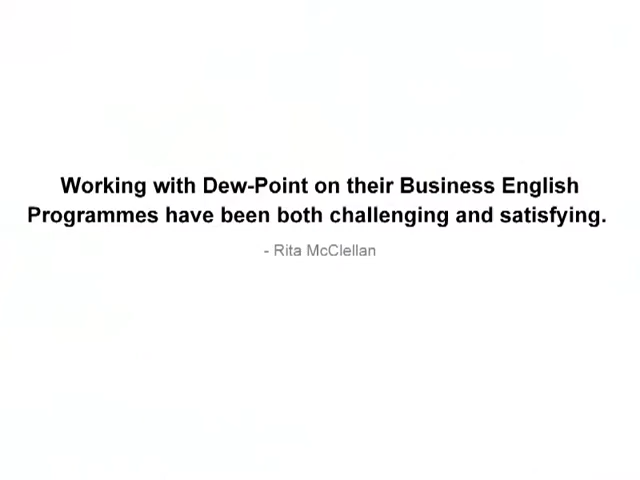 Working with Dew-Point on their Business English
Programmes have been both challenging and satisfying.
- Rita McClellan